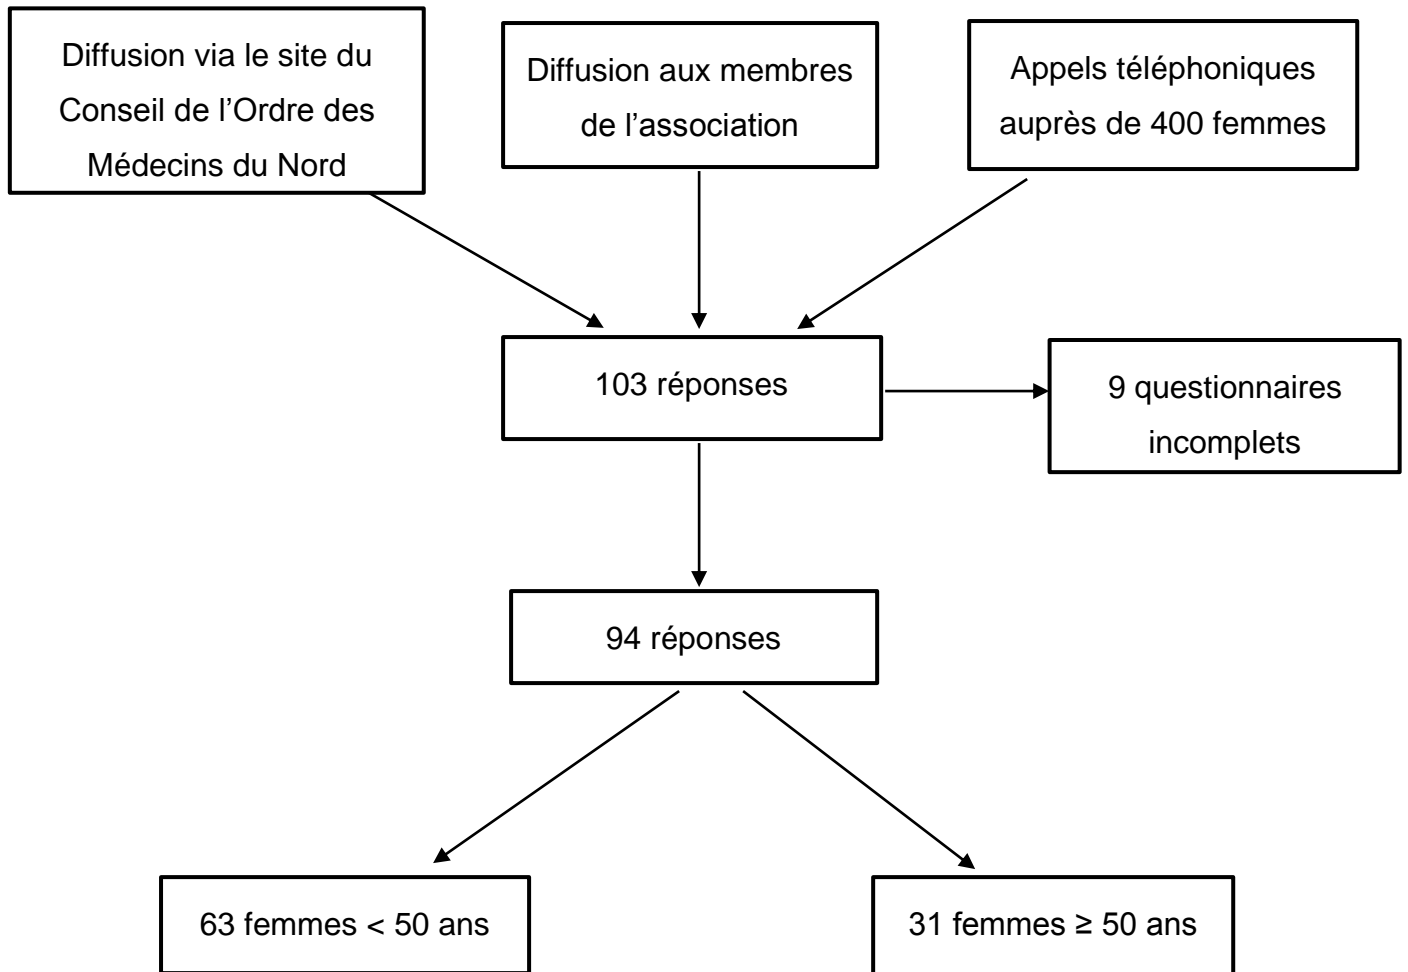 Diffusion via le site du
Conseil de l’Ordre des
Médecins du Nord
Diffusion aux membres
de l’association
Appels téléphoniques
auprès de 400 femmes
103 réponses
9 questionnaires
incomplets
94 réponses
63 femmes < 50 ans
31 femmes ≥ 50 ans